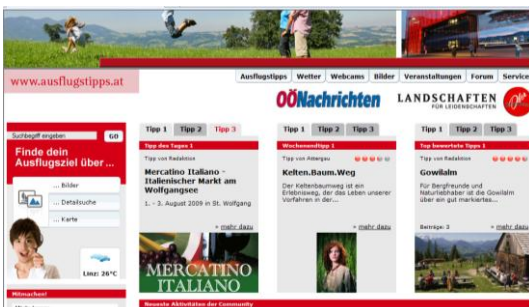 www.ausflugstipps.at
Ausflugstipps Wetter Webcams Bilder Veranstaltungen Forum Service
OÖNachrichten
LANDSCHAFTEN
FÜR LEIDENSCHAFTEN
Suchbegriff eingeben GO
Finde dein
Ausflugsziel über ...
... Bilder
... Detailsuche
... Karte
Linz: 26°C
Mitmachen!
Tipp 1 Tipp 2 Tipp 3
Tipp des Tages 1
Tipp von Redaktion
Mercatino Italiano -
Italienischer Markt am
Wolfgangsee
1. - 3. August 2009 in St. Wolfgang
» mehr dazu
MERCATINO
ITALIANO
Tipp 1 Tipp 2 Tipp 3
Wochenendtipp 1
Tipp von Attergau
Kelten.Baum.Weg
Der Keltenbaumweg ist ein
Erlebnisweg, der das Leben unserer
Vorfahren in der...
» mehr dazu
Tipp 1 Tipp 2 Tipp 3
Top bewertete Tipps 1
Tipp von Redaktion
Gowilalm
Für Bergfreunde und
Naturliebhaber ist die Gowilalm
über ein gut markiertes...
Beiträge: 3 » mehr dazu
Neueste Aktivitäten der Community